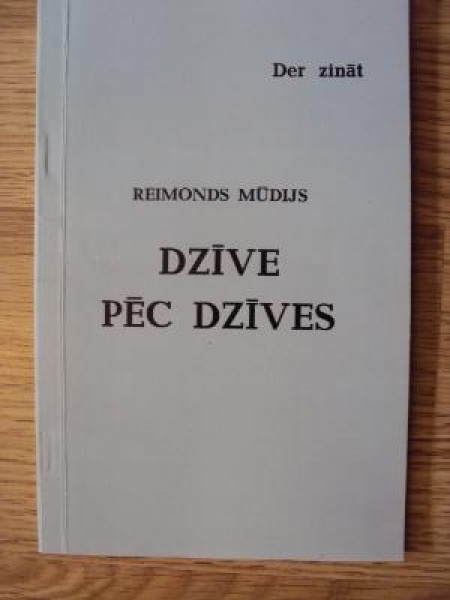 Der zināt
REIMONDS MŪDIJS
DZĪVE
PĒC DZĪVES